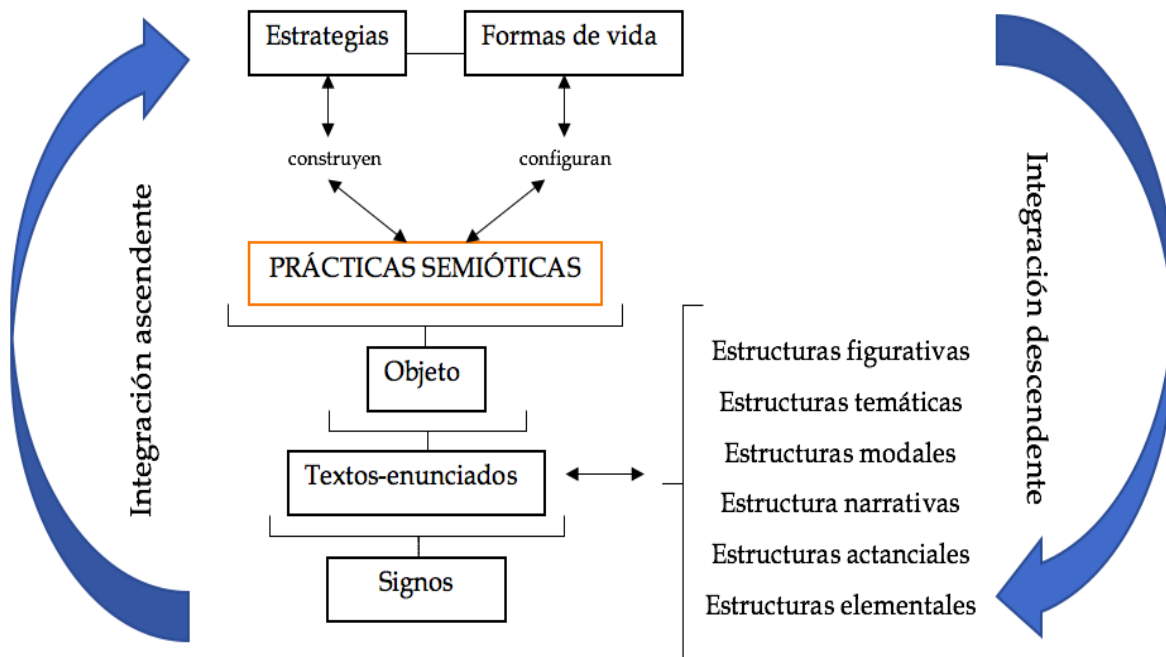 Estrategias
Formas de vida
construyen
configuran
PRÁCTICAS SEMIÓTICAS
Objeto
Textos-enunciados
Signos
Integración ascendente
Estructuras figurativas
Estructuras temáticas
Estructuras modales
Estructura narrativas
Estructuras actanciales
Estructuras elementales
Integración descendente